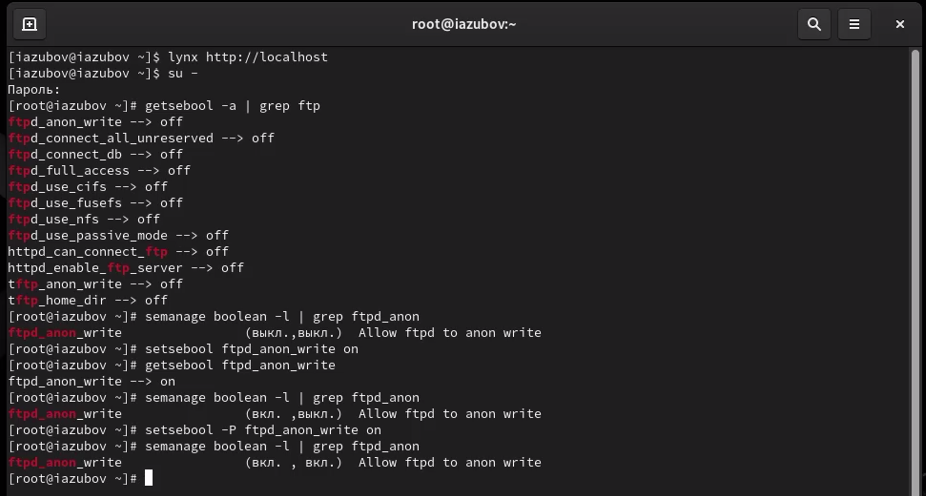 root@iazubov:~
[iazubov@iazubov ~]$ lynx http://localhost
[iazubov@iazubov ~]$ su -
Пароль:
[root@iazubov ~]# getsebool -a | grep ftp
ftpd_anon_write --> off
ftpd_connect_all_unreserved --> off
ftpd_connect_db --> off
ftpd_full_access --> off
ftpd_use_cifs --> off
ftpd_use_fusefs --> off
ftpd_use_nfs --> off
ftpd_use_passive_mode --> off
httpd_can_connect_ftp --> off
httpd_enable_ftp_server --> off
tftp_anon_write --> off
tftp_home_dir --> off
[root@iazubov ~]# semanage boolean -l | grep ftpd_anon
ftpd_anon_write                (выкл.,выкл.)  Allow ftpd to anon write
[root@iazubov ~]# setsebool ftpd_anon_write on
[root@iazubov ~]# getsebool ftpd_anon_write
ftpd_anon_write --> on
[root@iazubov ~]# semanage boolean -l | grep ftpd_anon
ftpd_anon_write                (вкл. ,выкл.)  Allow ftpd to anon write
[root@iazubov ~]# setsebool -P ftpd_anon_write on
[root@iazubov ~]# semanage boolean -l | grep ftpd_anon
ftpd_anon_write                (вкл. , вкл.)  Allow ftpd to anon write
[root@iazubov ~]#